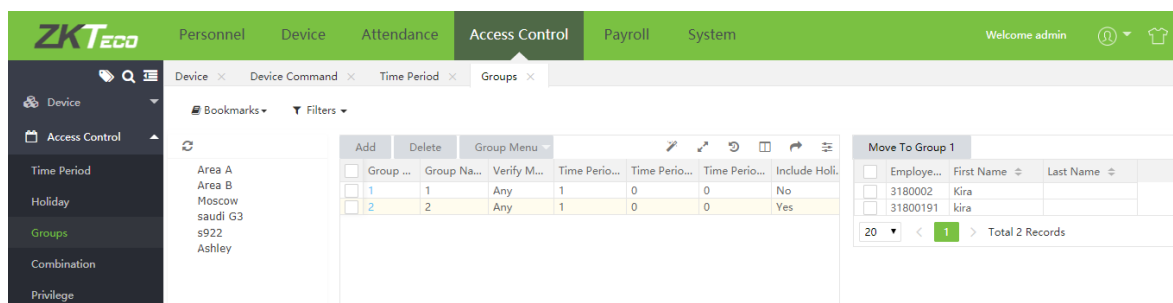 ZKTeco
Personnel Device Attendance Access Control Payroll System Welcome admin
Device × Device Command × Time Period × Groups ×
Device
Bookmarks Filters
Access Control
Add Delete Group Menu Move To Group 1
Time Period
Area A
Area B
Moscow
saudi G3
s922
Ashley
Group ... Group Na... Verify M... Time Perio... Time Perio... Time Perio... Include Holi..
1 1 Any 1 0 0 No
2 2 Any 1 0 0 Yes
Employe... First Name Last Name
3180002 Kira
31800191 kira
20 < 1 > Total 2 Records
Holiday
Groups
Combination
Privilege